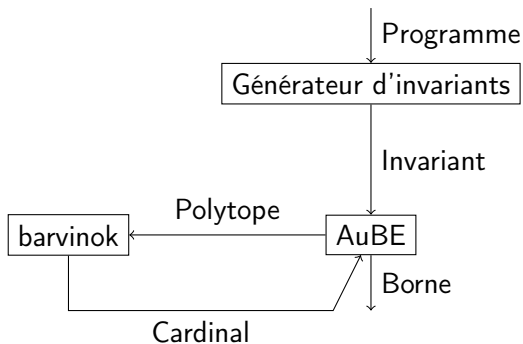 Programme
Générateur d'invariants
Invariant
Polytope
barvinok
AuBE
Borne
Cardinal